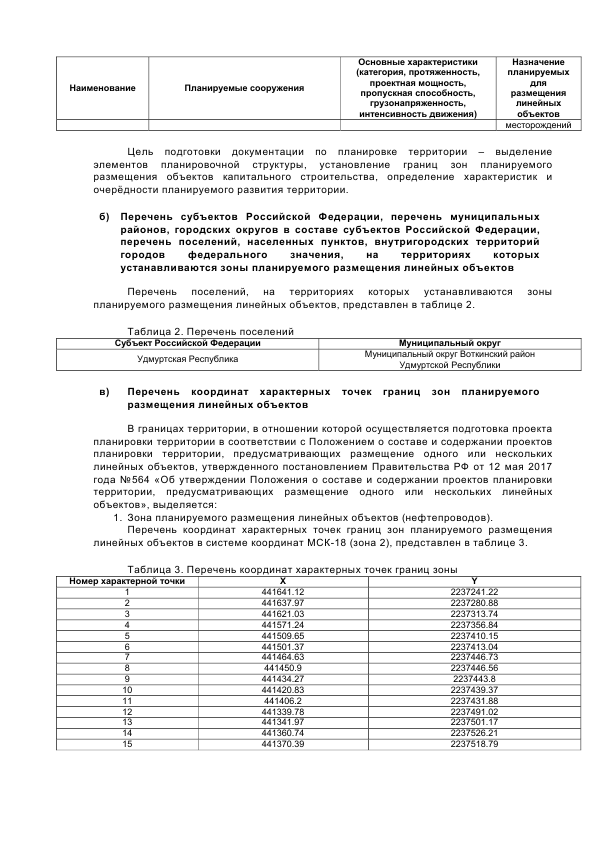 Наименование
Планируемые сооружения
Основные характеристики
(категория, протяженность,
проектная мощность,
пропускная способность,
грузонапряженность,
интенсивность движения)
Назначение
планируемых
для
размещения
линейных
объектов
месторождений
Цель подготовки документации по планировке территории – выделение
элементов планировочной структуры, установление границ зон планируемого
размещения объектов капитального строительства, определение характеристик и
очерёдности планируемого развития территории.
б) Перечень субъектов Российской Федерации, перечень муниципальных
районов, городских округов в составе субъектов Российской Федерации,
перечень поселений, населенных пунктов, внутригородских территорий
городов федерального значения, на территориях которых
устанавливаются зоны планируемого размещения линейных объектов
Перечень поселений, на территориях которых устанавливаются зоны
планируемого размещения линейных объектов, представлен в таблице 2.
Таблица 2. Перечень поселений
Субъект Российской Федерации Муниципальный округ
Удмуртская Республика Муниципальный округ Воткинский район
Удмуртской Республики
в) Перечень координат характерных точек границ зон планируемого
размещения линейных объектов
В границах территории, в отношении которой осуществляется подготовка проекта
планировки территории в соответствии с Положением о составе и содержании проектов
планировки территории, предусматривающих размещение одного или нескольких
линейных объектов, утвержденного постановлением Правительства РФ от 12 мая 2017
года №564 «Об утверждении Положения о составе и содержании проектов планировки
территории, предусматривающих размещение одного или нескольких линейных
объектов», выделяется:
1. Зона планируемого размещения линейных объектов (нефтепроводов).
Перечень координат характерных точек границ зон планируемого размещения
линейных объектов в системе координат МСК-18 (зона 2), представлен в таблице 3.
Таблица 3. Перечень координат характерных точек границ зоны
Номер характерной точки X Y
1 441641.12 2237241.22
2 441637.97 2237280.88
3 441621.03 2237313.74
4 441571.24 2237356.84
5 441509.65 2237410.15
6 441501.37 2237413.04
7 441464.63 2237446.73
8 441450.9 2237446.56
9 441434.27 2237443.8
10 441420.83 2237439.37
11 441406.2 2237431.88
12 441339.78 2237491.02
13 441341.97 2237501.17
14 441360.74 2237526.21
15 441370.39 2237518.79